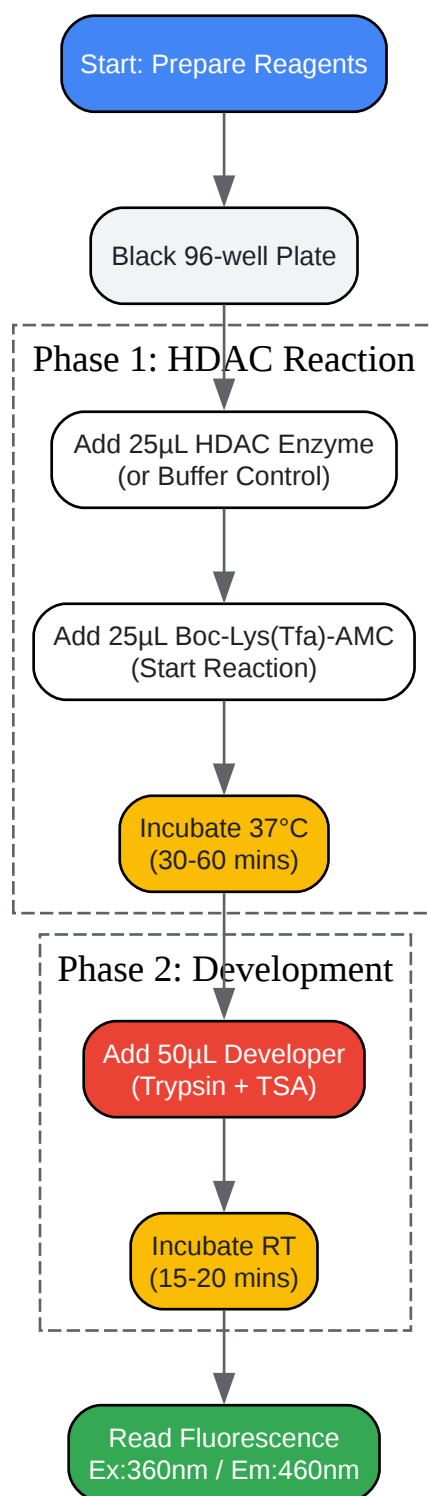 Start: Prepare Reagents
Black 96-well Plate
Phase 1: HDAC Reaction
Add 25µL HDAC Enzyme
(or Buffer Control)
Add 25µL Boc-Lys(Tfa)-AMC
(Start Reaction)
Incubate 37°C
(30-60 mins)
Phase 2: Development
Add 50µL Developer
(Trypsin + TSA)
Incubate RT
(15-20 mins)
Read Fluorescence
Ex:360nm / Em:460nm